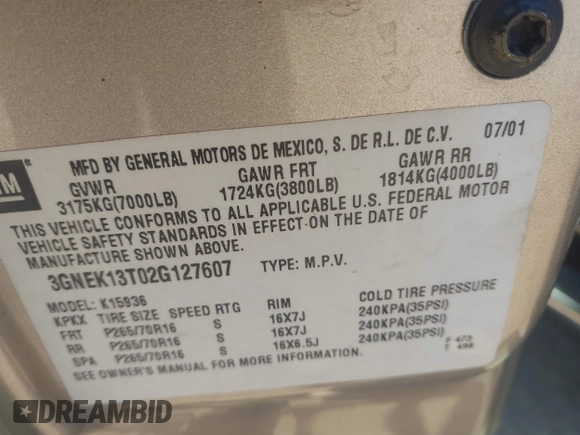 GM
MFD BY GENERAL MOTORS DE MEXICO, S. DE R.L. DE C.V. 07/01
GVWR GAWR FRT GAWR RR
3175KG(7000LB) 1724KG(3800LB) 1814KG(4000LB)
THIS VEHICLE CONFORMS TO ALL APPLICABLE U.S. FEDERAL MOTOR
VEHICLE SAFETY STANDARDS IN EFFECT ON THE DATE OF
MANUFACTURE SHOWN ABOVE.
3GNEK13T02G127607 TYPE: M.P.V.
MODEL: K15936
KPKX TIRE SIZE SPEED RTG RIM COLD TIRE PRESSURE
FRT P265/70R16 S 16X7J 240KPA(35PSI)
RR P265/70R16 S 16X7J 240KPA(35PSI)
SPA P265/70R16 S 16X6.5J 240KPA(35PSI)
SEE OWNER'S MANUAL FOR MORE INFORMATION.
DREAMBID